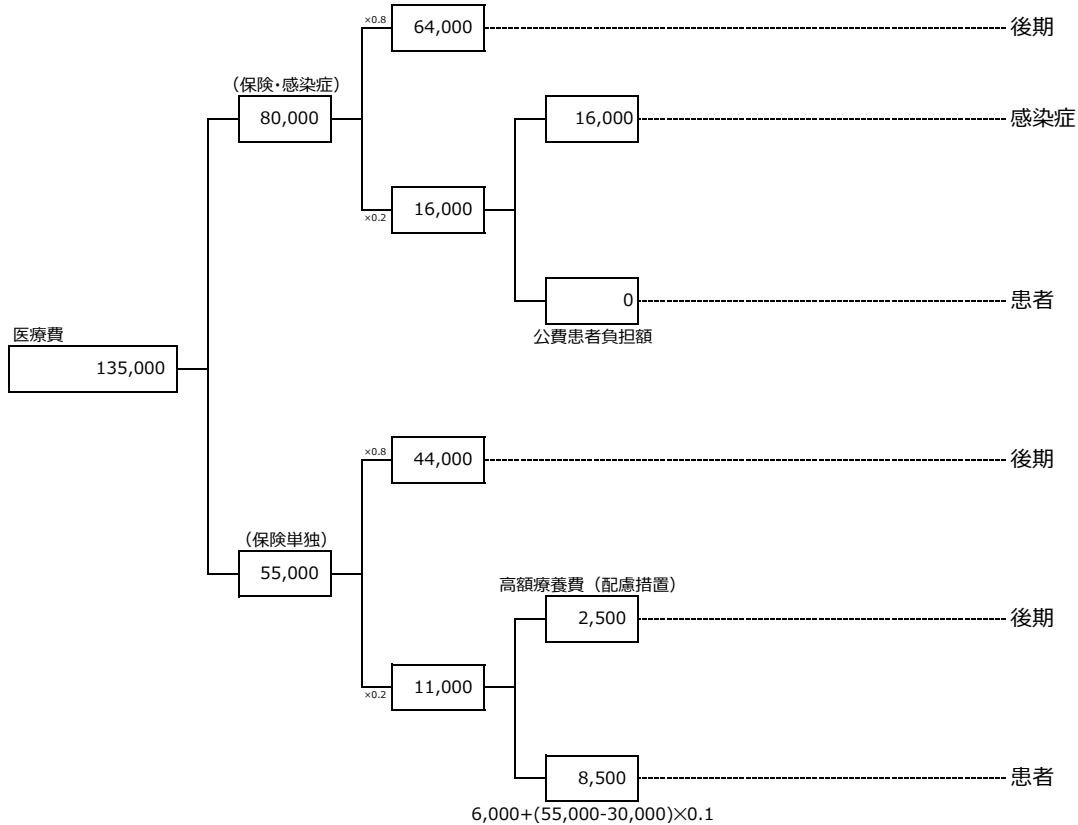 ×0.8
64,000
後期
(保険・感染症)
80,000
16,000
感染症
×0.2
16,000
0
患者
公費患者負担額
医療費
135,000
×0.8
44,000
後期
(保険単独)
55,000
高額療養費(配慮措置)
2,500
後期
×0.2
11,000
8,500
患者
6,000+(55,000-30,000)×0.1